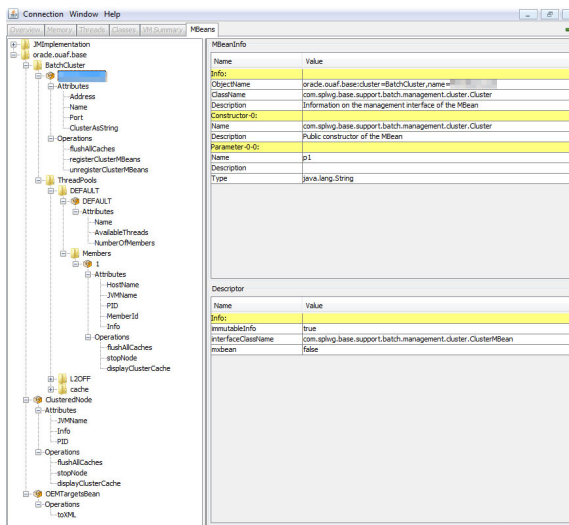 Connection Window Help
Overview Memory Threads Classes VM Summary MBeans
JMImplementation
oracle.ouaf.base
BatchCluster
Attributes
Address
Name
Port
ClusterAsString
Operations
flushAllCaches
registerClusterMBeans
unregisterClusterMBeans
ThreadPools
DEFAULT
DEFAULT
Attributes
Name
AvailableThreads
NumberOfMembers
Members
1
Attributes
HostName
JVMName
PID
MemberId
Info
Operations
flushAllCaches
stopNode
displayClusterCache
L2OFF
cache
ClusteredNode
Attributes
JVMName
Info
PID
Operations
flushAllCaches
stopNode
displayClusterCache
OEMTargetsBean
Operations
toXML
MBeanInfo
Name Value
Info:
ObjectName oracle.ouaf.base:cluster=BatchCluster,name=
ClassName com.splwg.base.support.batch.management.cluster.Cluster
Description Information on the management interface of the MBean
Constructor-0:
Name com.splwg.base.support.batch.management.cluster.Cluster
Description Public constructor of the MBean
Parameter-0-0:
Name p1
Description
Type java.lang.String
Descriptor
Name Value
Info:
immutableInfo true
interfaceClassName com.splwg.base.support.batch.management.cluster.ClusterMBean
mxbean false